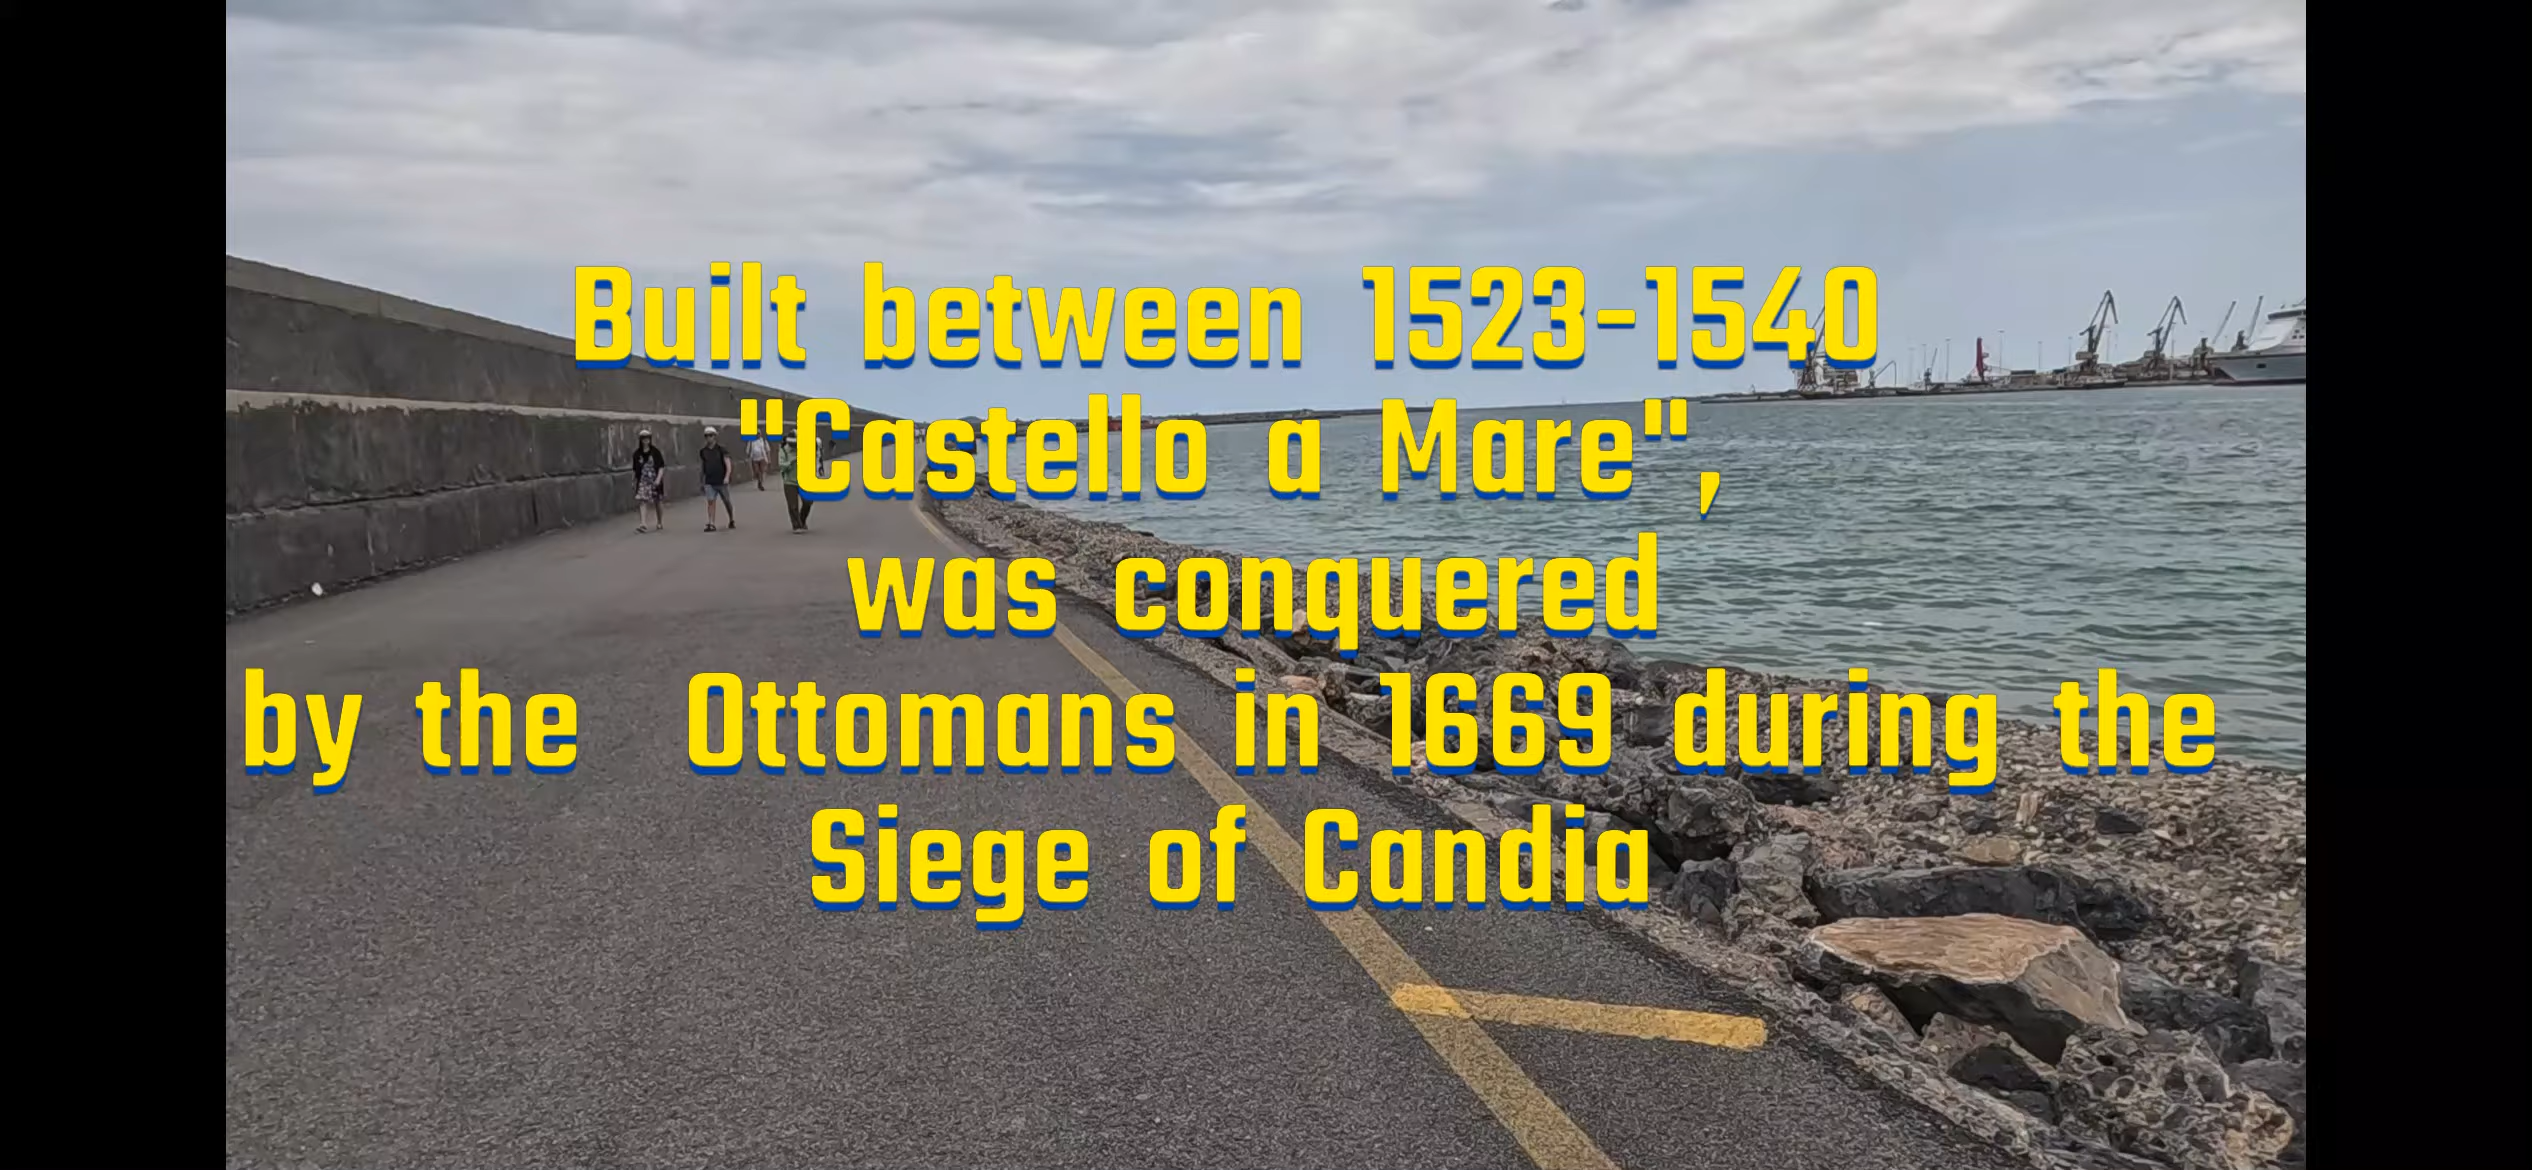 Built between 1523-1540
"Castello a Mare",
was conquered
by the Ottomans in 1669 during the
Siege of Candia